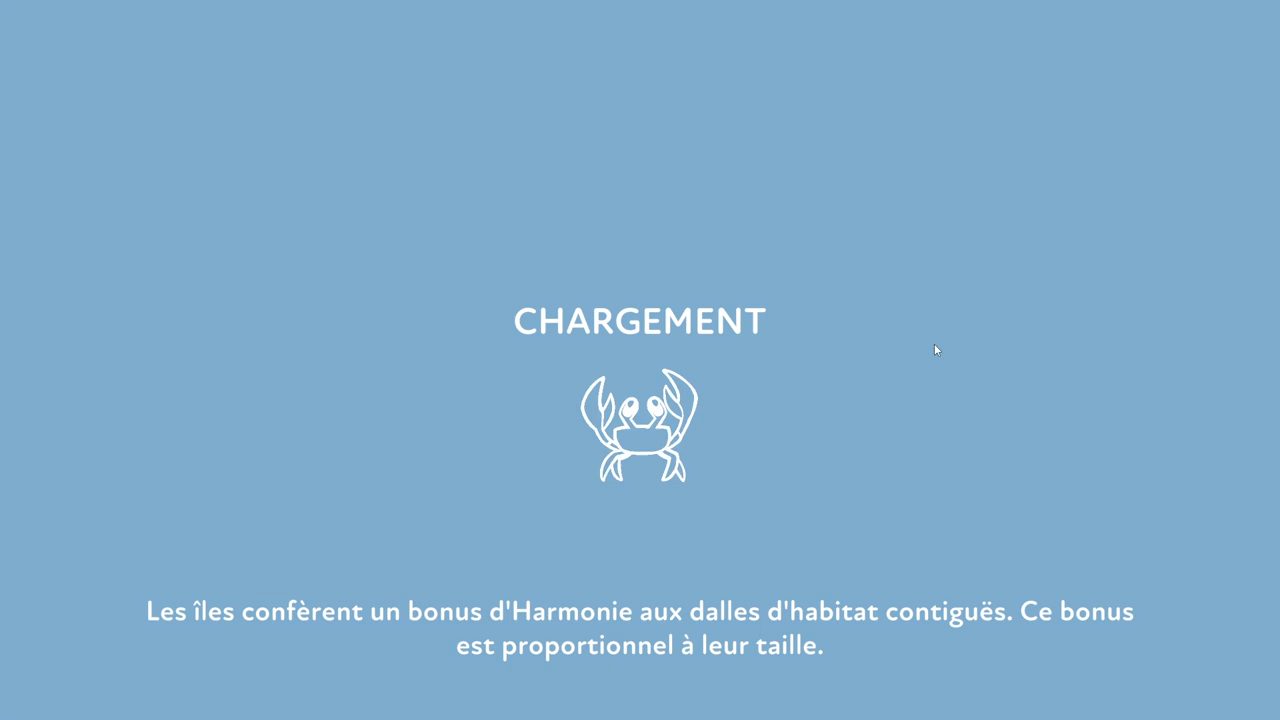 CHARGEMENT
Les îles confèrent un bonus d'Harmonie aux dalles d'habitat contiguës. Ce bonus
est proportionnel à leur taille.